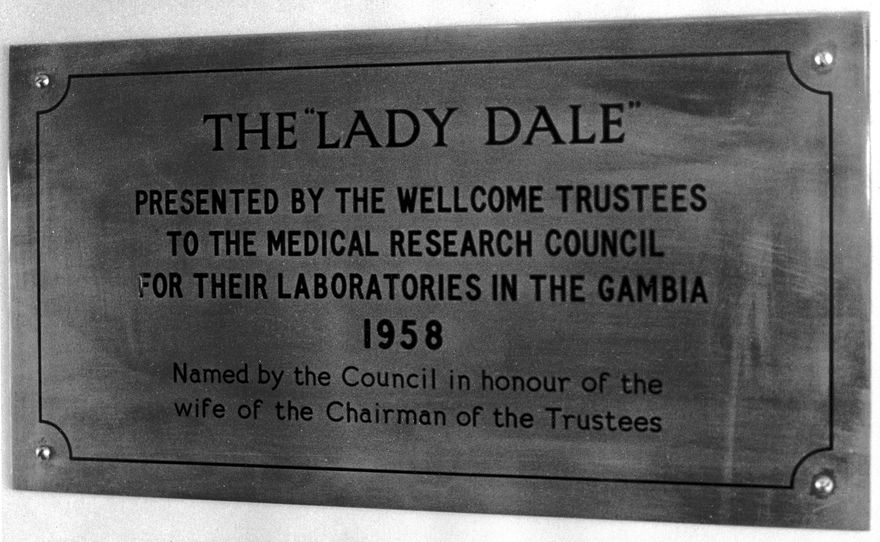 THE "LADY DALE"
PRESENTED BY THE WELLCOME TRUSTEES
TO THE MEDICAL RESEARCH COUNCIL
FOR THEIR LABORATORIES IN THE GAMBIA
1958
Named by the Council in honour of the
wife of the Chairman of the Trustees